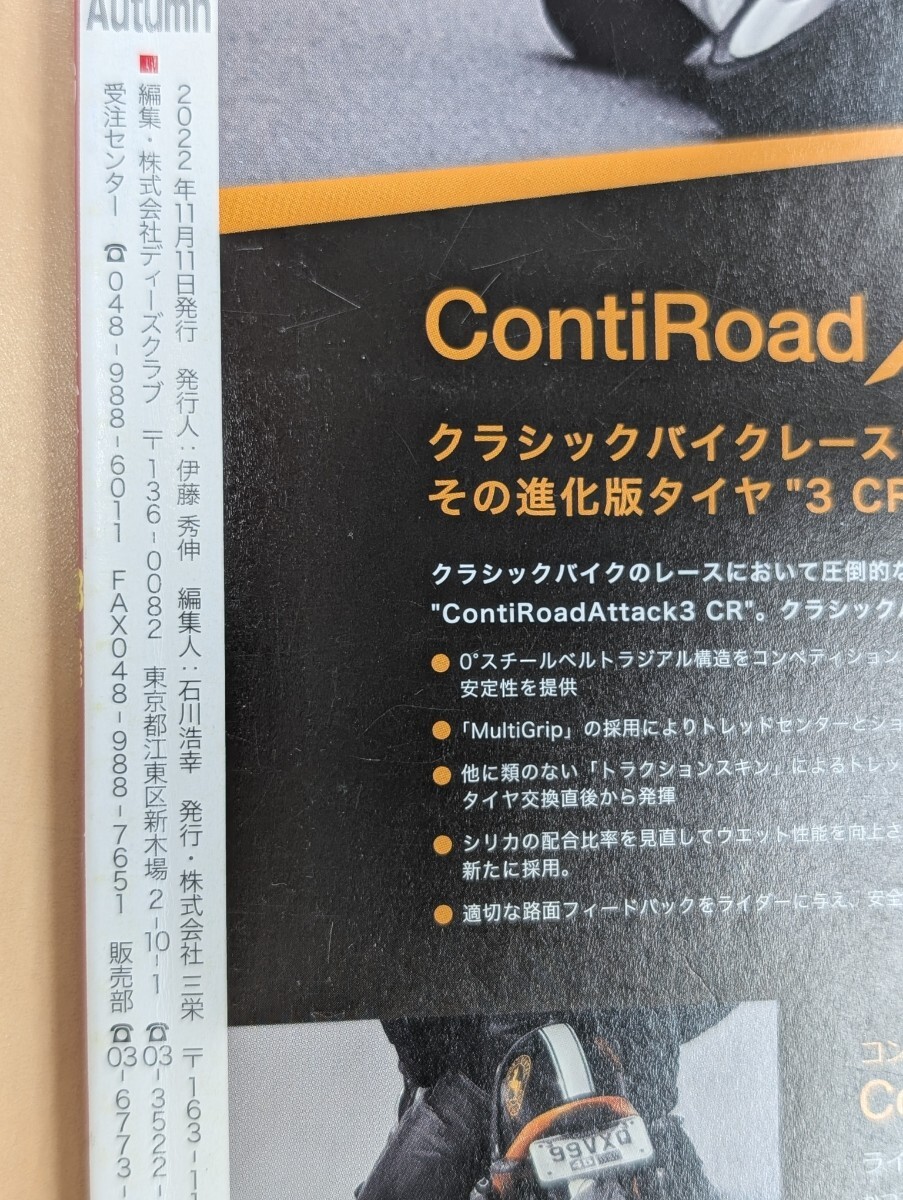 Autumn
2022年11月11日発行 発行人：伊藤 秀伸 編集人：石川浩幸 発行・株式会社 三栄 〒163-11
編集・株式会社ディーズクラブ 〒136-0082 東京都江東区新木場 2-10-1 ☎03-3522-
受注センター ☎048-988-6011 FAX048-988-7651 販売部☎03-6773-
ContiRoad
クラシックバイクレース
その進化版タイヤ"3 CR
クラシックバイクのレースにおいて圧倒的な
"ContiRoadAttack3 CR"。クラシック
● 0°スチールベルトラジアル構造をコンペティション
安定性を提供
● 「MultiGrip」の採用によりトレッドセンターとシ
● 他に類のない「トラクションスキン」によるトレッ
タイヤ交換直後から発揮
● シリカの配合比率を見直してウエット性能を向上さ
新たに採用。
● 適切な路面フィードバックをライダーに与え、安全
コン
Co
ライ
99VXD